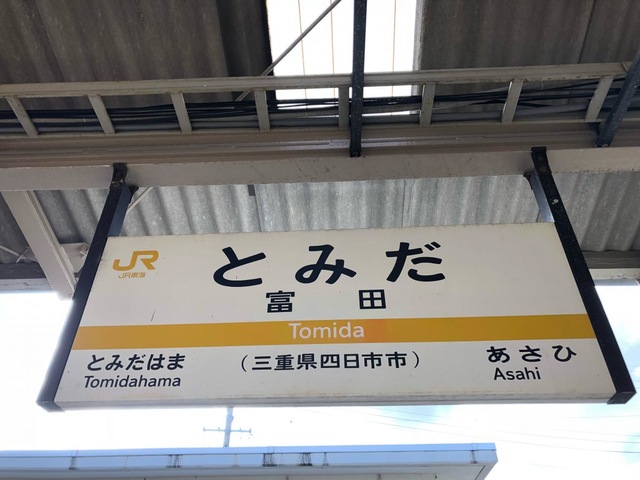 JR
JR東海
とみだ
富田
Tomida
とみだはま
Tomidahama
（三重県四日市市）
あさひ
Asahi